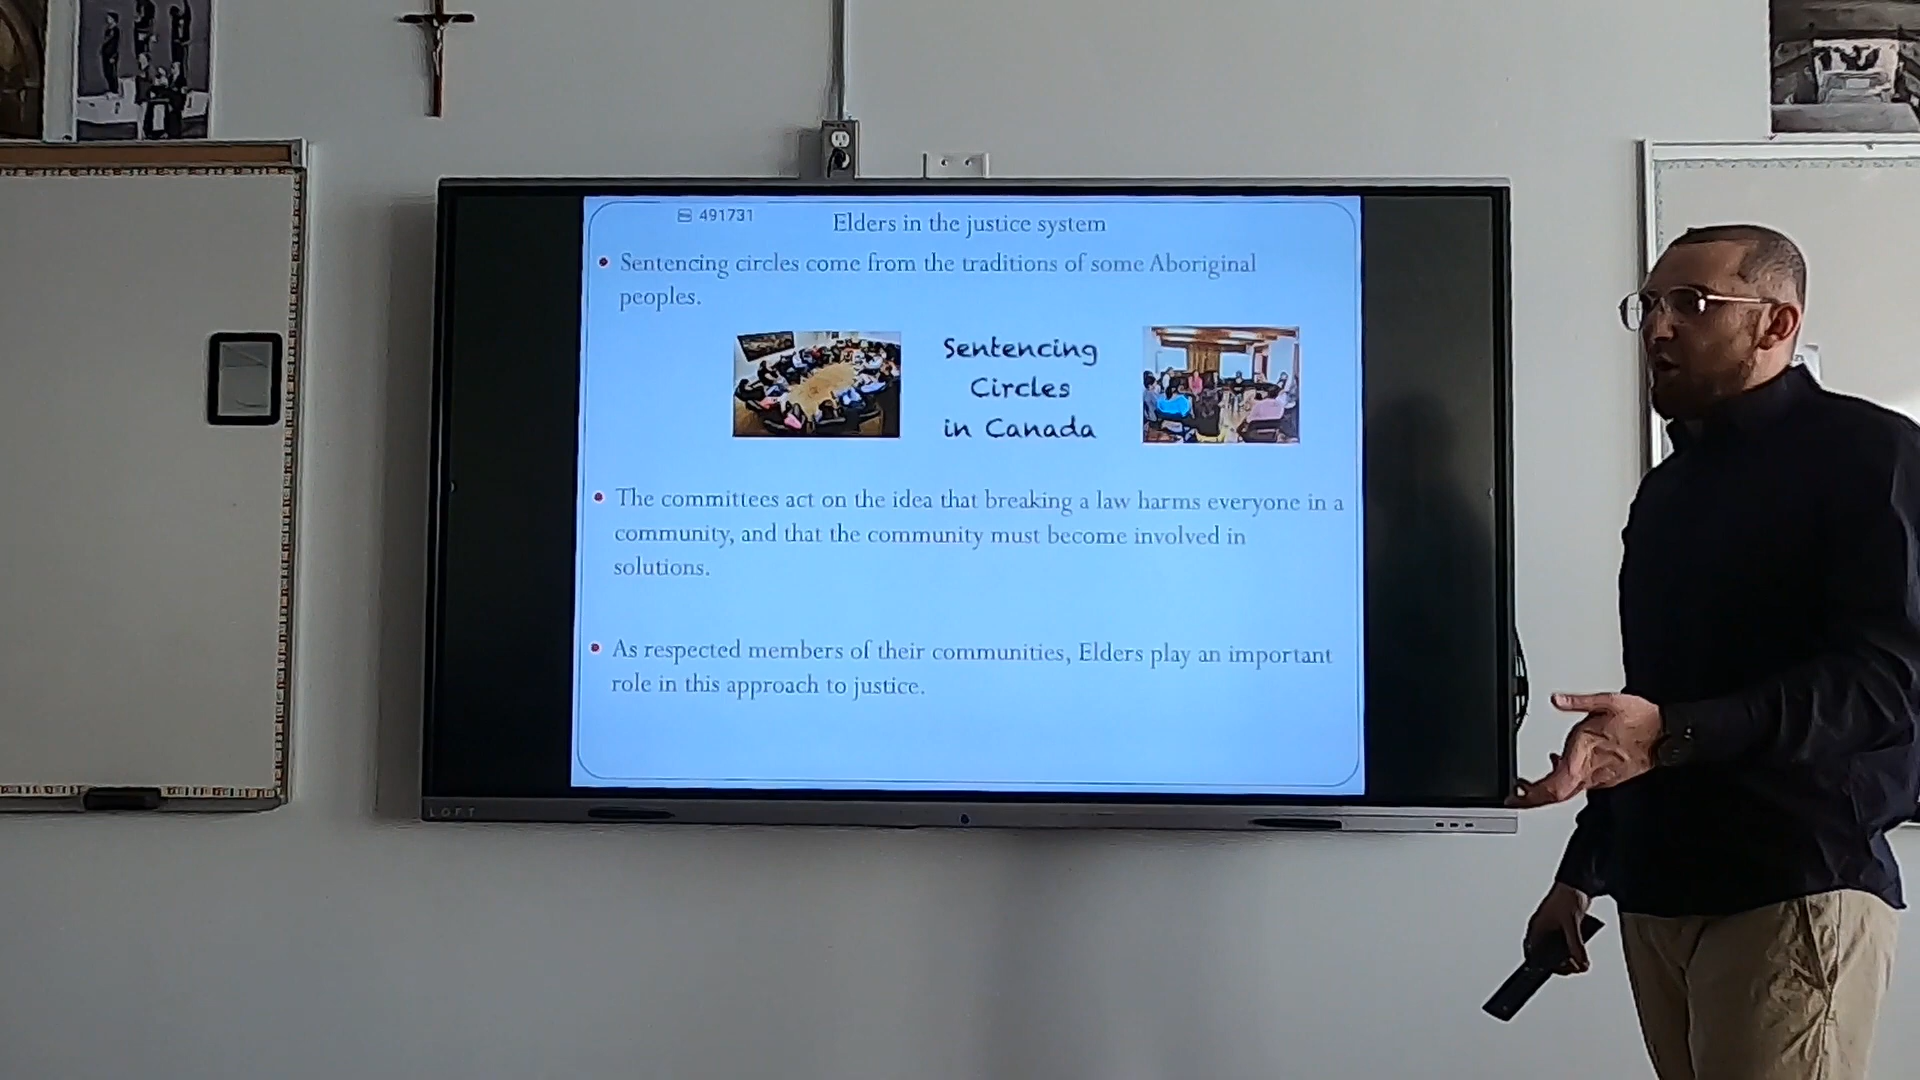 491731
Elders in the justice system
• Sentencing circles come from the traditions of some Aboriginal
peoples.
Sentencing
Circles
in Canada
• The committees act on the idea that breaking a law harms everyone in a
community, and that the community must become involved in
solutions.
• As respected members of their communities, Elders play an important
role in this approach to justice.
LOFT